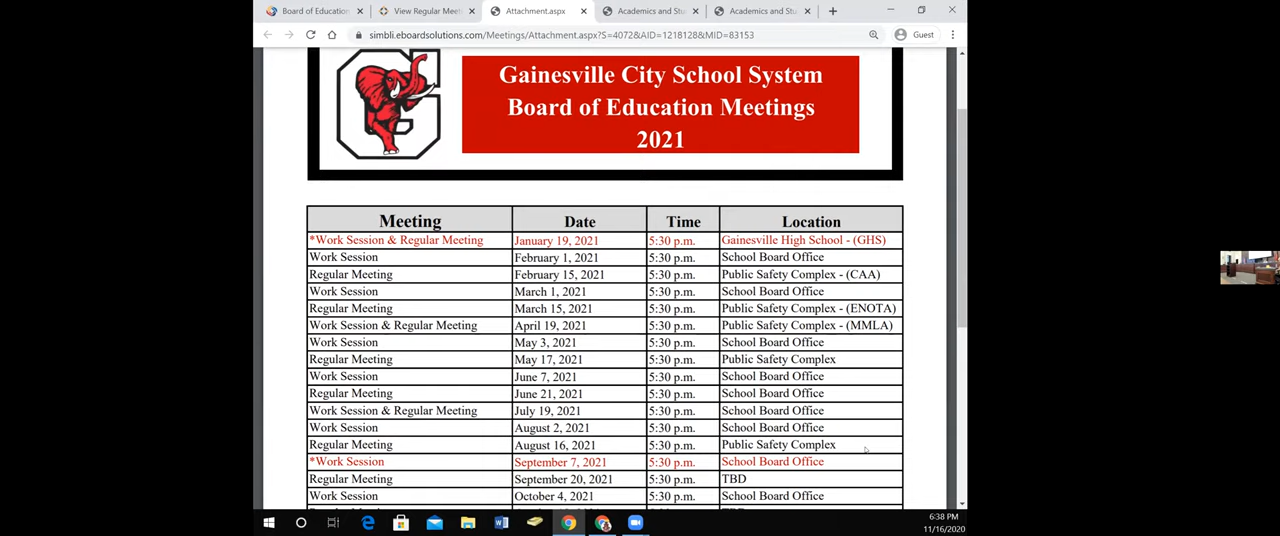 Board of Education
View Regular Meeti
Attachment.aspx
Academics and Stu
Academics and Stu
simbli.eboardsolutions.com/Meetings/Attachment.aspx?S=4072&AID=1218128&MID=83153
Guest
Gainesville City School System
Board of Education Meetings
2021
Meeting Date Time Location
*Work Session & Regular Meeting January 19, 2021 5:30 p.m. Gainesville High School - (GHS)
Work Session February 1, 2021 5:30 p.m. School Board Office
Regular Meeting February 15, 2021 5:30 p.m. Public Safety Complex - (CAA)
Work Session March 1, 2021 5:30 p.m. School Board Office
Regular Meeting March 15, 2021 5:30 p.m. Public Safety Complex - (ENOTA)
Work Session & Regular Meeting April 19, 2021 5:30 p.m. Public Safety Complex - (MMLA)
Work Session May 3, 2021 5:30 p.m. School Board Office
Regular Meeting May 17, 2021 5:30 p.m. Public Safety Complex
Work Session June 7, 2021 5:30 p.m. School Board Office
Regular Meeting June 21, 2021 5:30 p.m. School Board Office
Work Session & Regular Meeting July 19, 2021 5:30 p.m. School Board Office
Work Session August 2, 2021 5:30 p.m. School Board Office
Regular Meeting August 16, 2021 5:30 p.m. Public Safety Complex
*Work Session September 7, 2021 5:30 p.m. School Board Office
Regular Meeting September 20, 2021 5:30 p.m. TBD
Work Session October 4, 2021 5:30 p.m. School Board Office
6:38 PM
11/16/2020